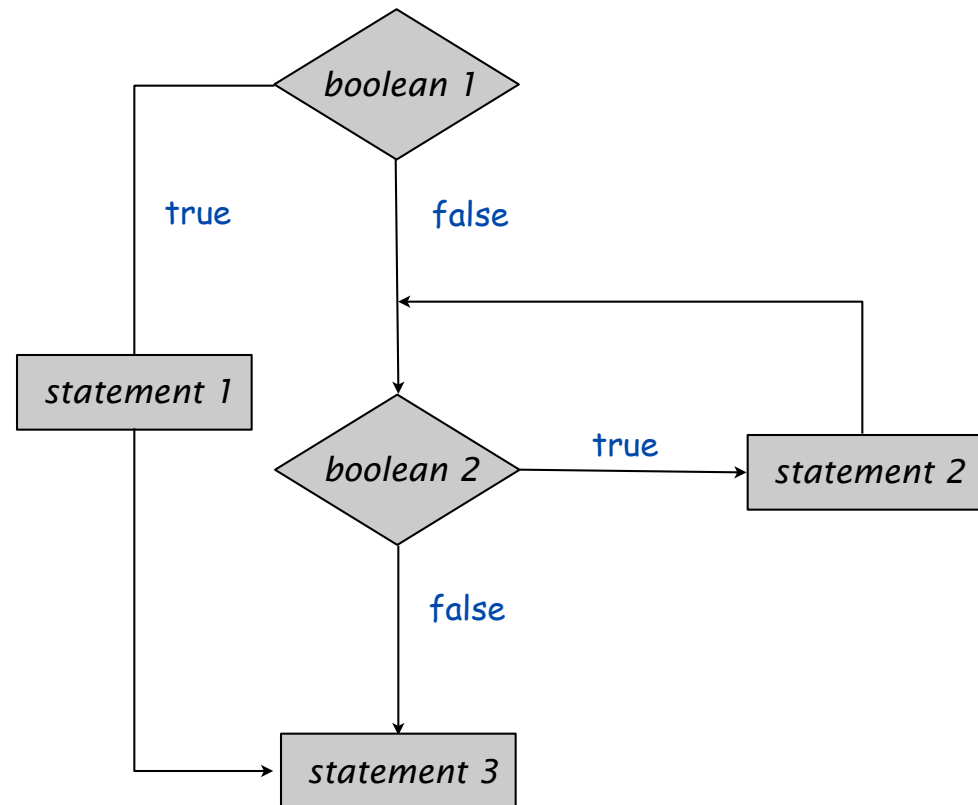 boolean 1
true
false
statement 1
boolean 2
true
statement 2
false
statement 3